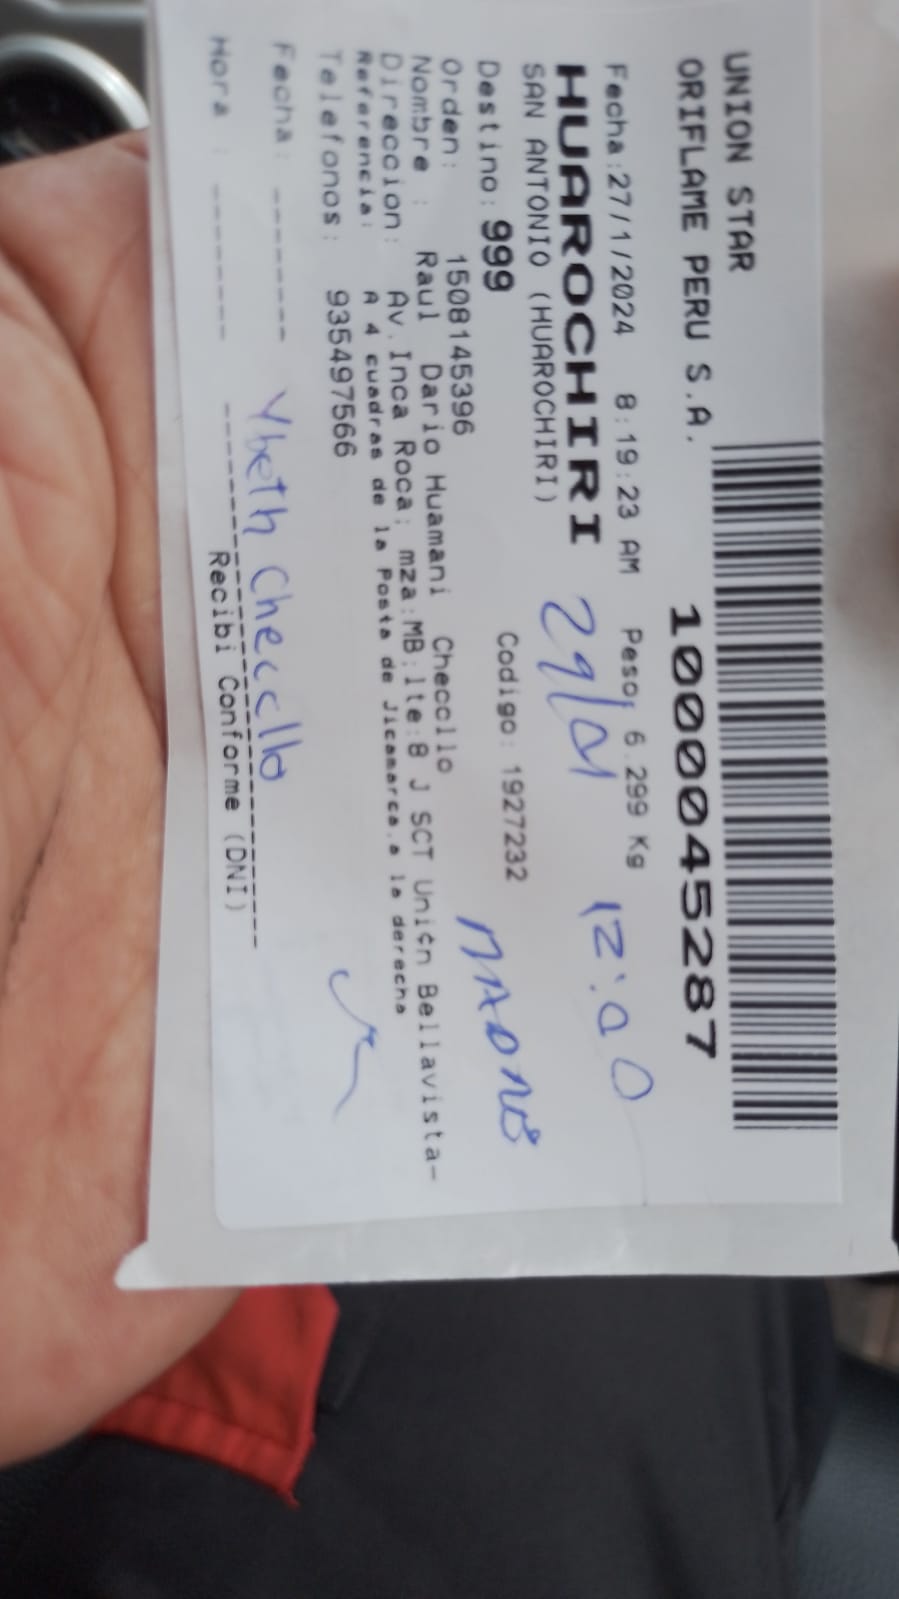 UNION STAR
ORIFLAME PERU S.A. 1000045287
Fecha:27/1/2024 8:19:23 AM Peso, 6.299 Kg 12:00
HUAROCHIRI 29/01
SAN ANTONIO (HUAROCHIRI)
Destino: 999 Codigo: 1927232
Orden: 1508145396
Nombre : Raul Dario Huamani Checcllo
Direccion: Av.Inca Roca; mza:MB;lte:8 J SCT Uni¢n Bellavista-
Referencia: A 4 cuadras de la Posta de Jicamarca.a la derecha
Telefonos: 935497566
Fecha: ------
Ybeth Checcllo
Hora : ------
Recibi Conforme (DNI)